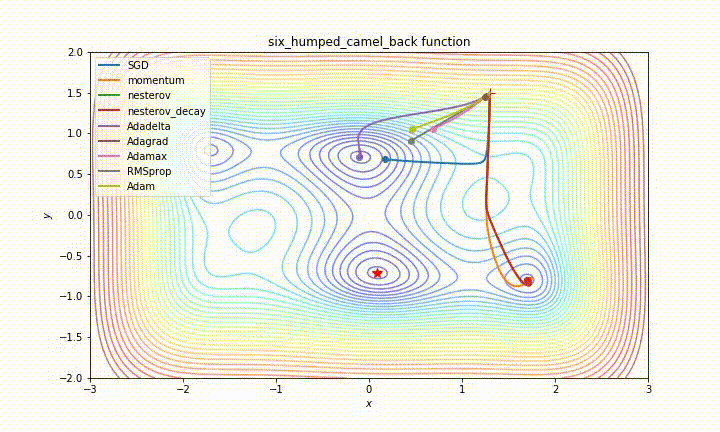 six_humped_camel_back function
2.0
1.5
1.0
0.5
0.0
−0.5
−1.0
−1.5
−2.0
y
SGD
momentum
nesterov
nesterov_decay
Adadelta
Adagrad
Adamax
RMSprop
Adam
−3 −2 −1 0 1 2 3
x